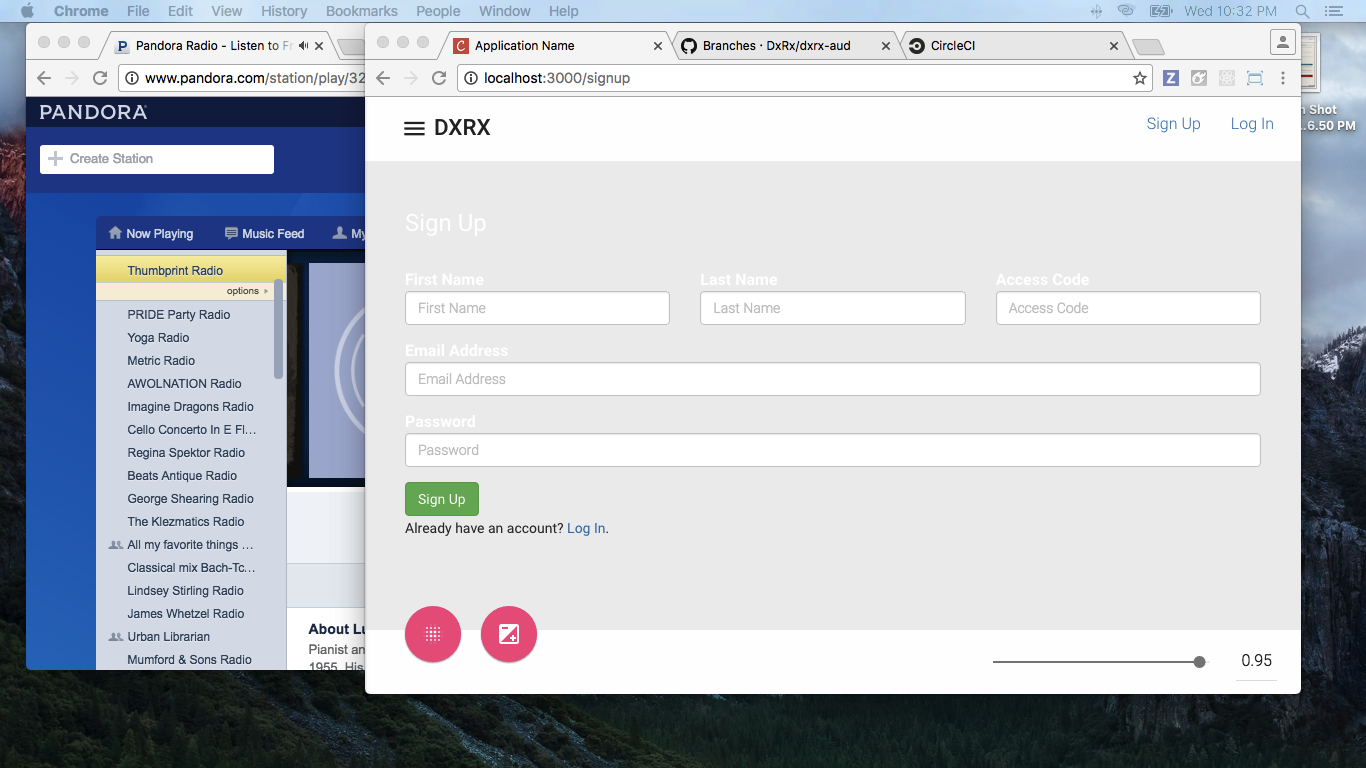 Chrome File Edit View History Bookmarks People Window Help Wed 10:32 PM
Pandora Radio - Listen to Fr
www.pandora.com/station/play/32
PANDORA
Create Station
Now Playing Music Feed My
Thumbprint Radio
options
PRIDE Party Radio
Yoga Radio
Metric Radio
AWOLNATION Radio
Imagine Dragons Radio
Cello Concerto In E Fl...
Regina Spektor Radio
Beats Antique Radio
George Shearing Radio
The Klezmatics Radio
All my favorite things ...
Classical mix Bach-Tc...
Lindsey Stirling Radio
James Whetzel Radio
Urban Librarian
Mumford & Sons Radio
About Lu
Pianist an
1955. His
Application Name
Branches · DxRx/dxrx-aud
CircleCI
localhost:3000/signup
DXRX
Sign Up Log In
Sign Up
First Name Last Name Access Code
First Name Last Name Access Code
Email Address
Email Address
Password
Password
Sign Up
Already have an account? Log In.
0.95
n Shot
...6.50 PM